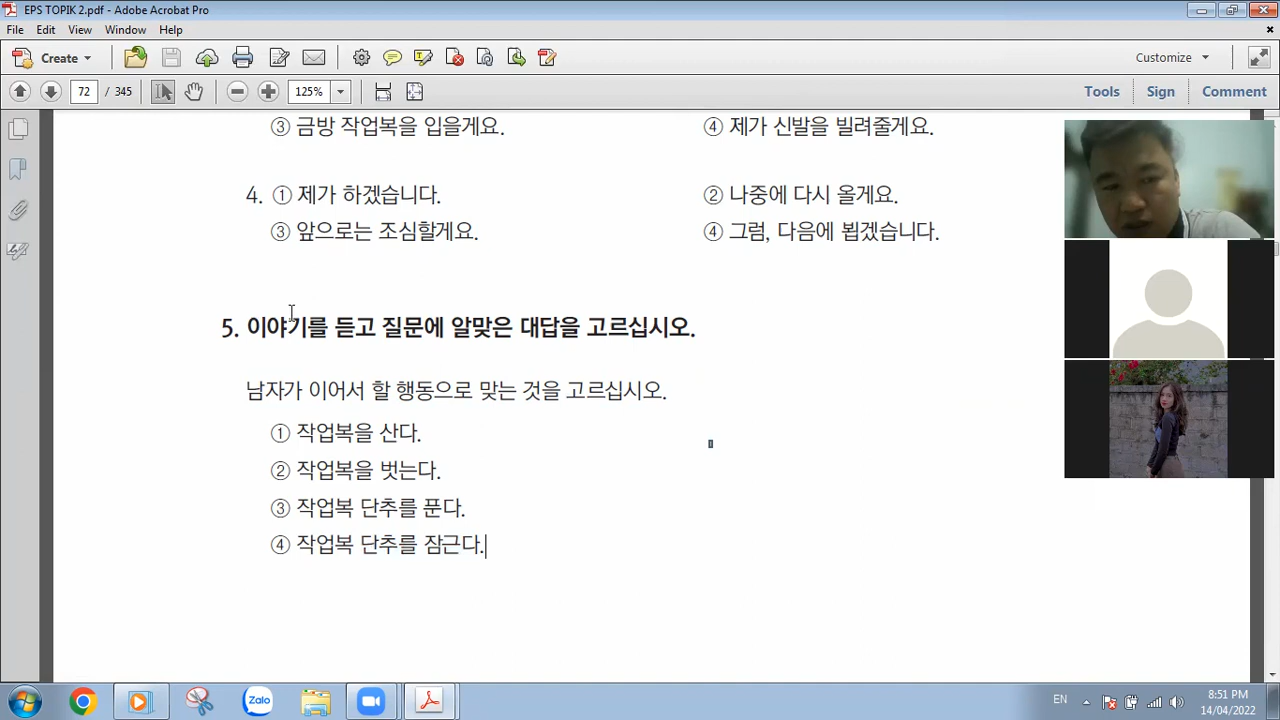 EPS TOPIK 2.pdf - Adobe Acrobat Pro
File Edit View Window Help
Create
Customize
72 / 345
125%
Tools Sign Comment
③ 금방 작업복을 입을게요. ④ 제가 신발을 빌려줄게요.
4. ① 제가 하겠습니다. ② 나중에 다시 올게요.
③ 앞으로는 조심할게요. ④ 그럼, 다음에 뵙겠습니다.
5. 이야기를 듣고 질문에 알맞은 대답을 고르십시오.
남자가 이어서 할 행동으로 맞는 것을 고르십시오.
① 작업복을 산다.
② 작업복을 벗는다.
③ 작업복 단추를 푼다.
④ 작업복 단추를 잠근다.
Zalo
EN
8:51 PM
14/04/2022